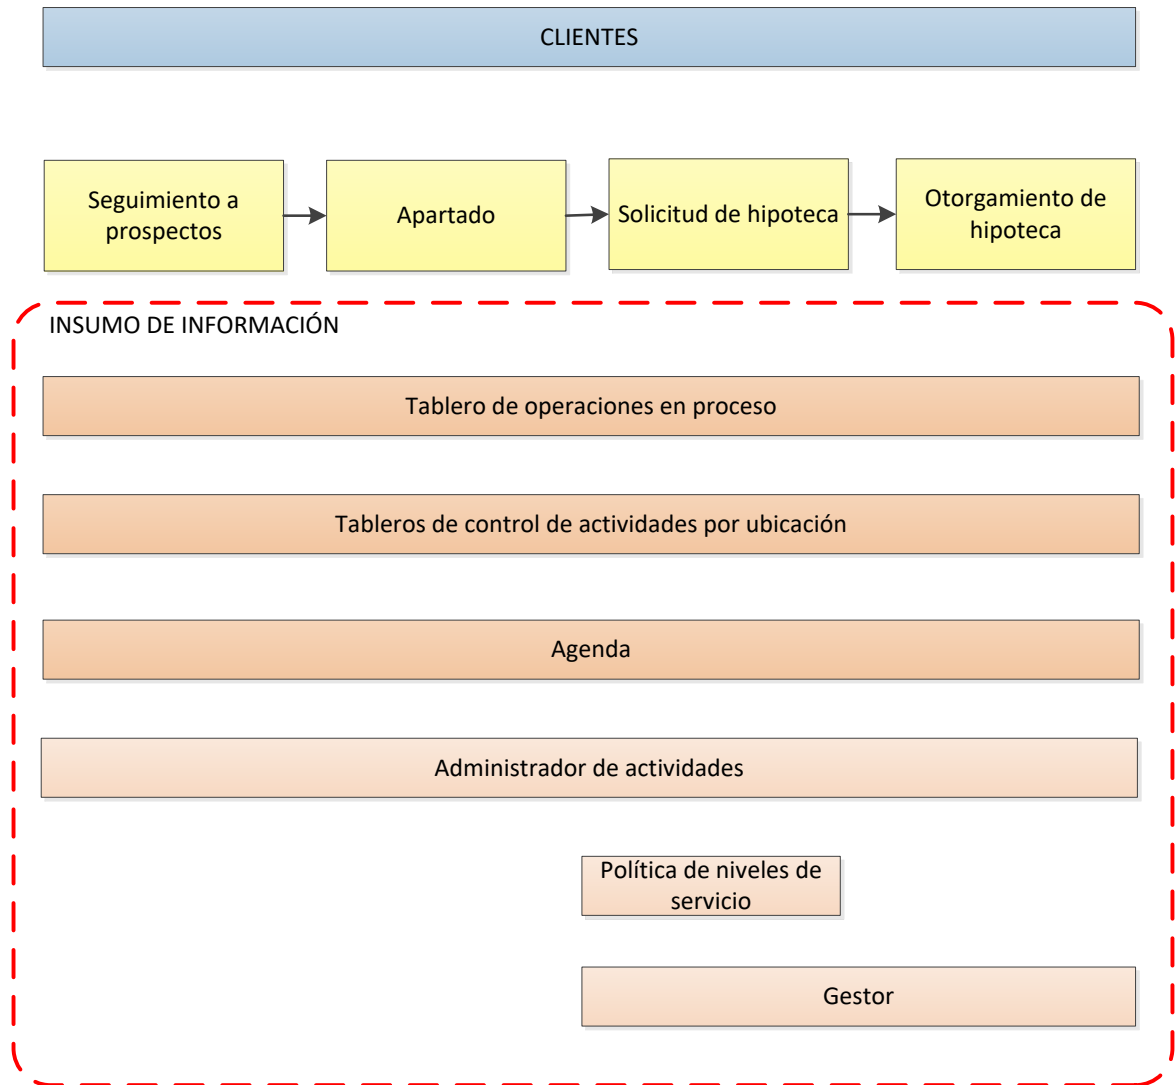 CLIENTES
Seguimiento a
prospectos
Apartado
Solicitud de hipoteca
Otorgamiento de
hipoteca
INSUMO DE INFORMACIÓN
Tablero de operaciones en proceso
Tableros de control de actividades por ubicación
Agenda
Administrador de actividades
Política de niveles de
servicio
Gestor